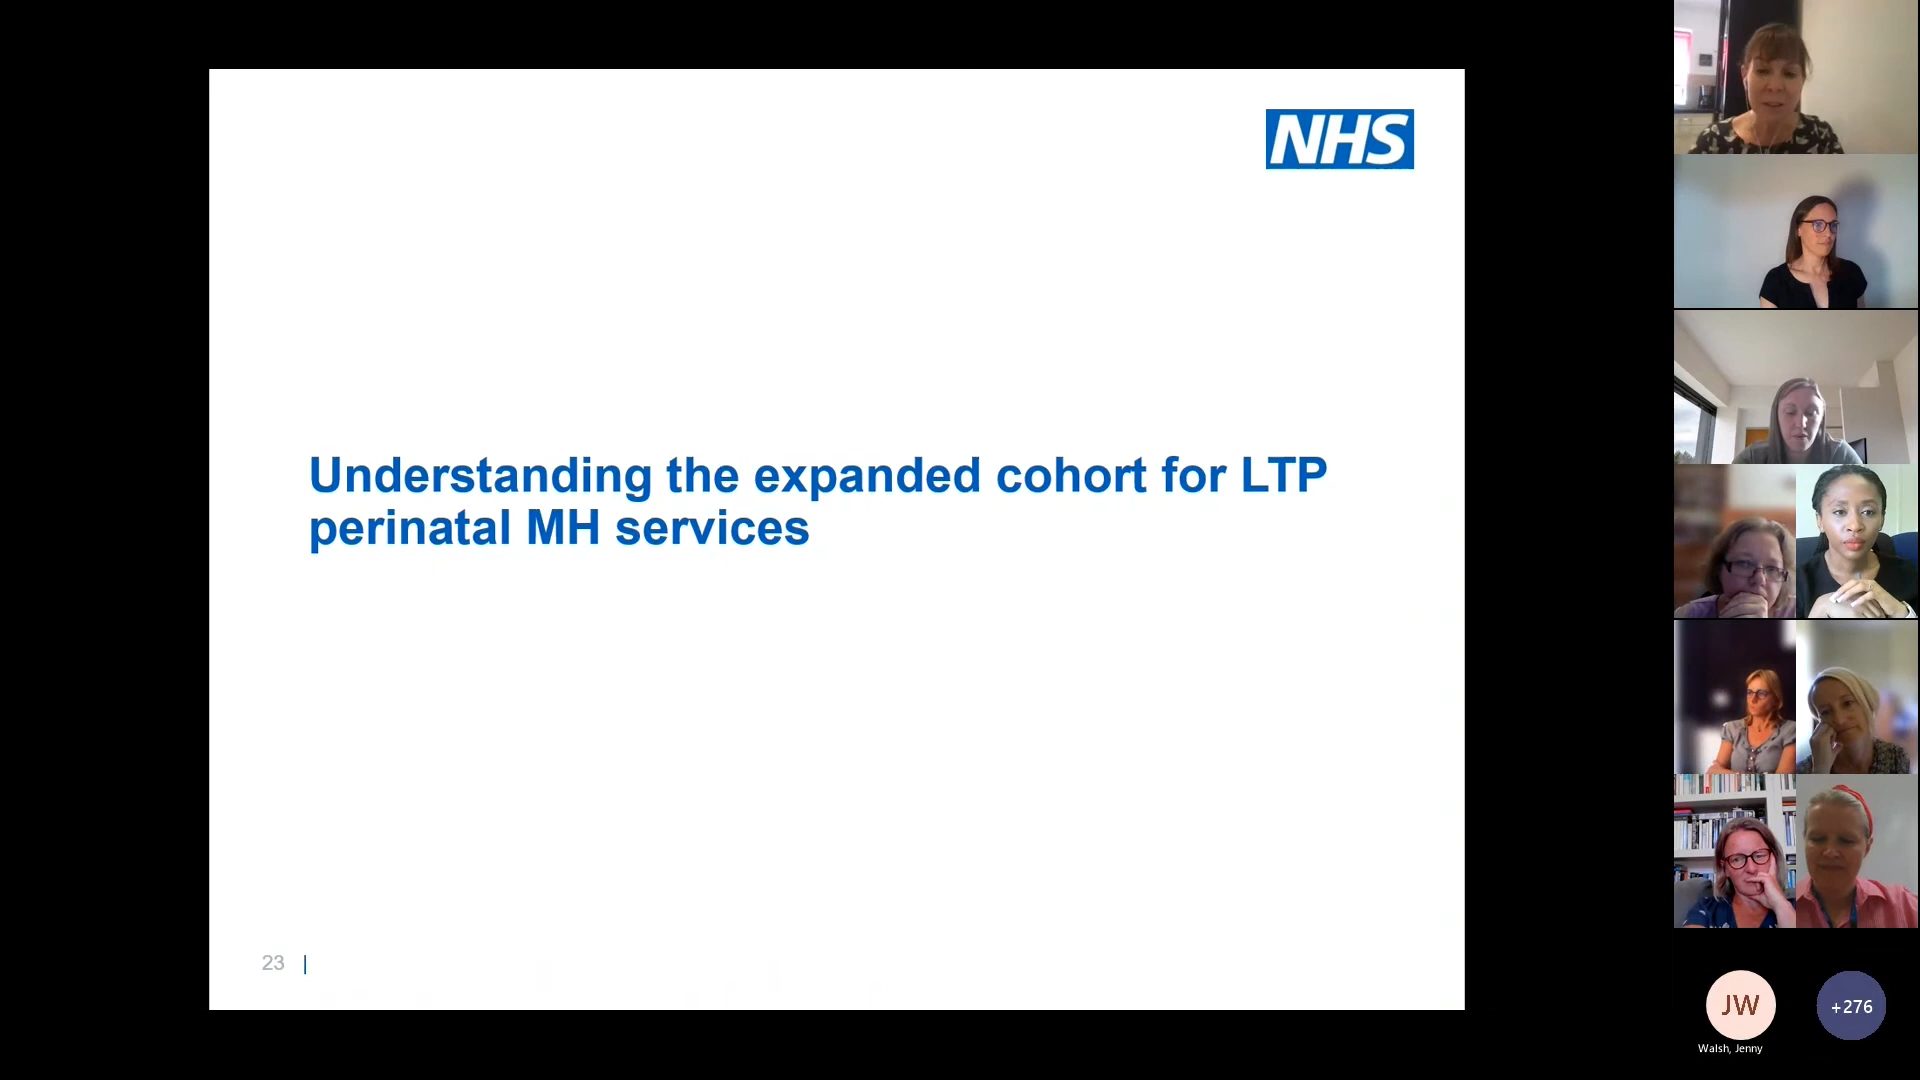 NHS
Understanding the expanded cohort for LTP
perinatal MH services
23
JW
+276
Walsh, Jenny